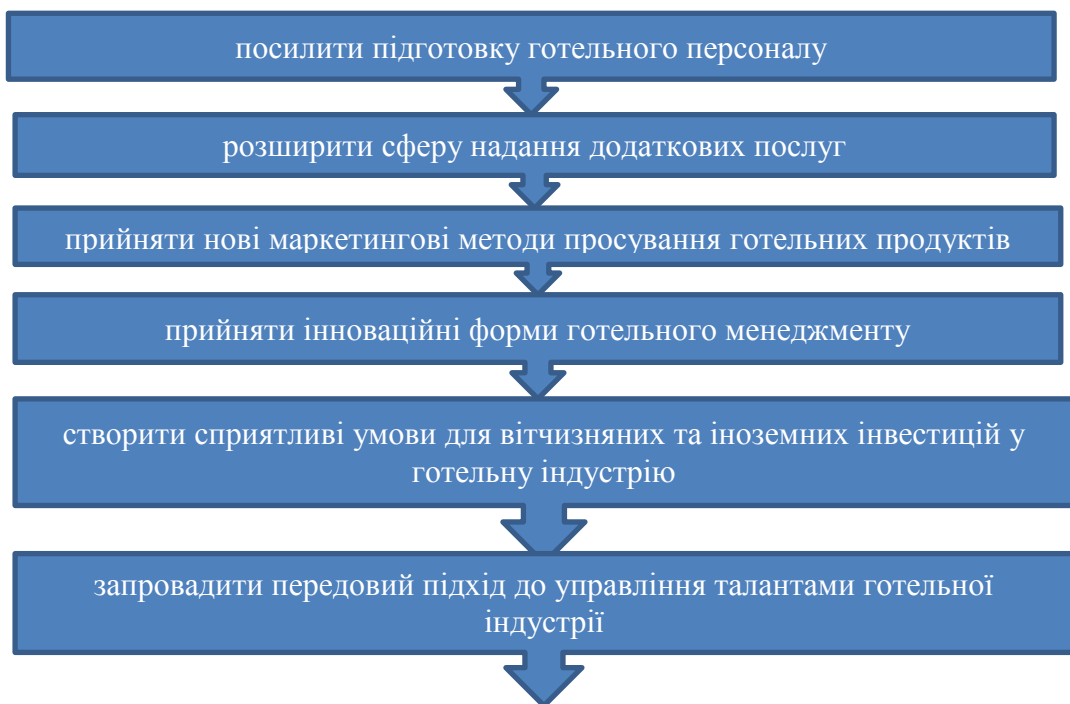 посилити підготовку готельного персоналу
розширити сферу надання додаткових послуг
прийняти нові маркетингові методи просування готельних продуктів
прийняти інноваційні форми готельного менеджменту
створити сприятливі умови для вітчизняних та іноземних інвестицій у
готельну індустрію
запровадити передовий підхід до управління талантами готельної
індустрії